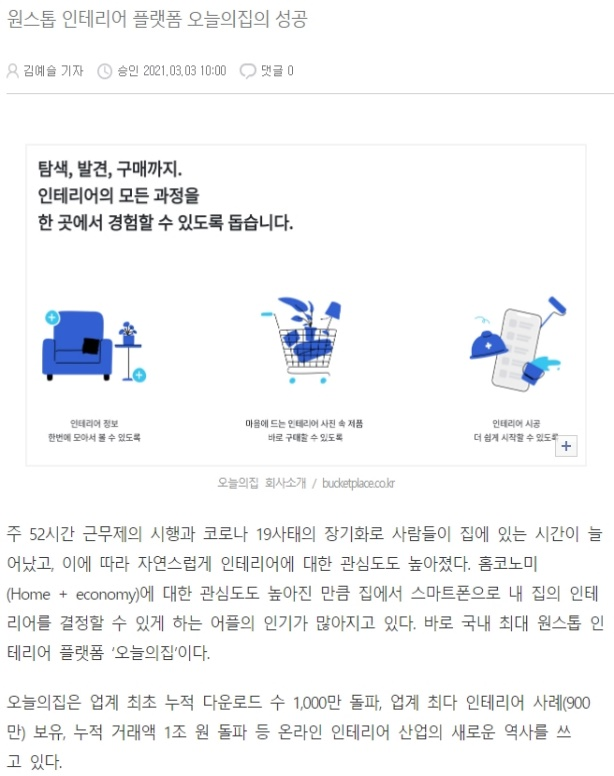 원스톱 인테리어 플랫폼 오늘의집의 성공
김예슬 기자 승인 2021.03.03 10:00 댓글 0
탐색, 발견, 구매까지.
인테리어의 모든 과정을
한 곳에서 경험할 수 있도록 돕습니다.
인테리어 정보
한번에 모아서 볼 수 있도록
마음에 드는 인테리어 사진 속 제품
바로 구매할 수 있도록
인테리어 시공
더 쉽게 시작할 수 있도록
오늘의집 회사소개 / bucketplace.co.kr
주 52시간 근무제의 시행과 코로나 19사태의 장기화로 사람들이 집에 있는 시간이 늘
어났고, 이에 따라 자연스럽게 인테리어에 대한 관심도도 높아졌다. 홈코노미
(Home + economy)에 대한 관심도도 높아진 만큼 집에서 스마트폰으로 내 집의 인테
리어를 결정할 수 있게 하는 어플의 인기가 많아지고 있다. 바로 국내 최대 원스톱 인
테리어 플랫폼 '오늘의집'이다.
오늘의집은 업계 최초 누적 다운로드 수 1,000만 돌파, 업계 최다 인테리어 사례(900
만) 보유, 누적 거래액 1조 원 돌파 등 온라인 인테리어 산업의 새로운 역사를 쓰
고 있다.